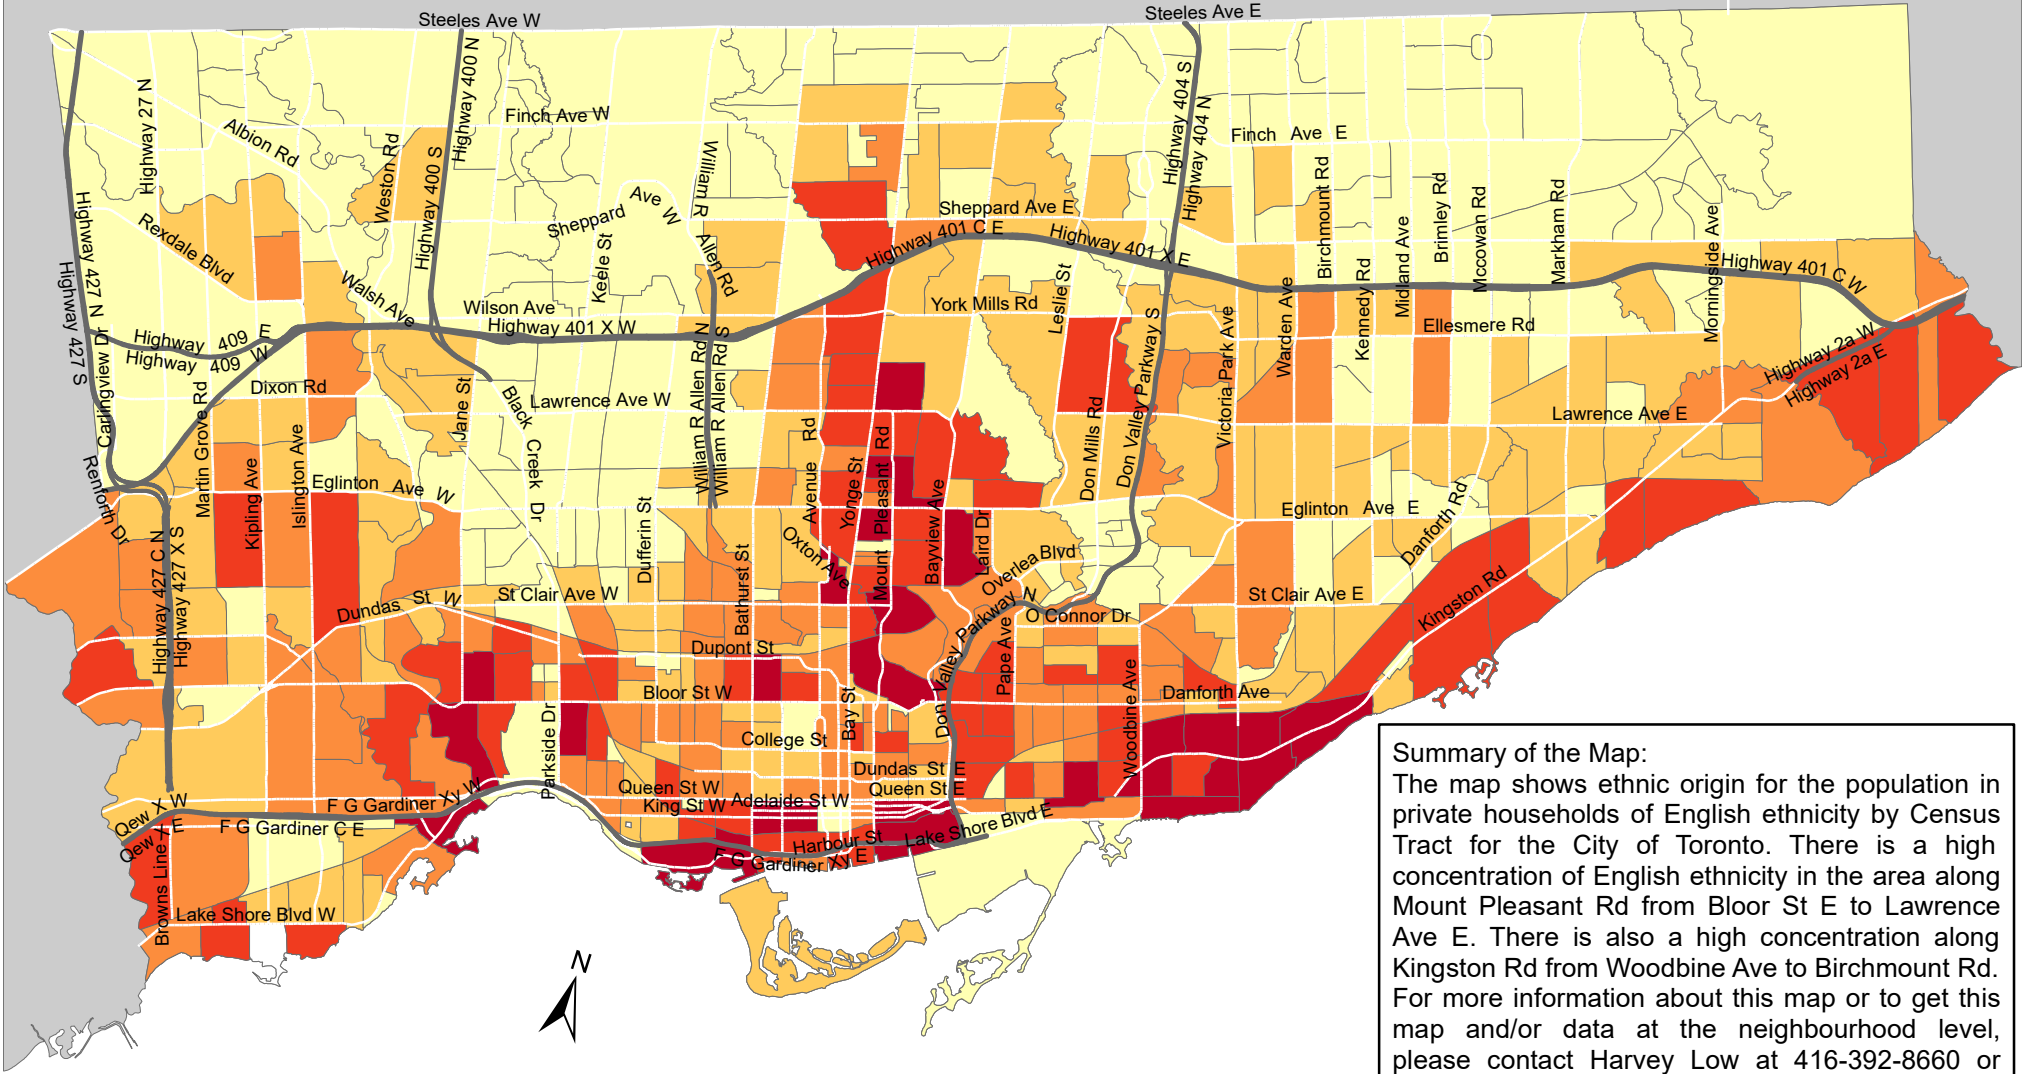 Steeles Ave W
Steeles Ave E
Highway 27 N
Albion Rd
Weston Rd
Highway 400 N
Highway 400 S
Finch Ave W
William R
Allen Rd
Highway 404 S
Highway 404 N
Finch Ave E
Sheppard Ave W
Keele St
Sheppard Ave E
Highway 401 C E
Highway 401 X E
Leslie St
York Mills Rd
Birchmount Rd
Kennedy Rd
Midland Ave
Brimley Rd
Mccowan Rd
Markham Rd
Morningside Ave
Highway 401 C W
Rexdale Blvd
Highway 427 N
Highway 427 S
Walsh Ave
Wilson Ave
Highway 401 X W
Highway 409 E
Highway 409 W
Carlingview Dr
Dixon Rd
Martin Grove Rd
Jane St
Black Creek Dr
Lawrence Ave W
William R Allen Rd N
William R Allen Rd S
Avenue Rd
Yonge St
Mount Pleasant Rd
Bayview Ave
Laird Dr
Don Mills Rd
Don Valley Parkway S
Victoria Park Ave
Warden Ave
Ellesmere Rd
Highway 2a W
Highway 2a E
Lawrence Ave E
Renforth Dr
Kipling Ave
Islington Ave
Eglinton Ave W
Dufferin St
Bathurst St
Oxton Ave
Overlea Blvd
Eglinton Ave E
Danforth Rd
Highway 427 C N
Highway 427 X S
Dundas St W
St Clair Ave W
Don Valley Parkway N
O Connor Dr
Pape Ave
St Clair Ave E
Kingston Rd
Dupont St
Bloor St W
Bay St
Woodbine Ave
Danforth Ave
Parkside Dr
College St
Dundas St E
Queen St W
Queen St E
King St W
Adelaide St W
Qew X W
Qew X E
F G Gardiner Xy W
F G Gardiner C E
Harbour St
Lake Shore Blvd E
F G Gardiner Xy E
Browns Line
Lake Shore Blvd W
N
Summary of the Map:
The map shows ethnic origin for the population in
private households of English ethnicity by Census
Tract for the City of Toronto. There is a high
concentration of English ethnicity in the area along
Mount Pleasant Rd from Bloor St E to Lawrence
Ave E. There is also a high concentration along
Kingston Rd from Woodbine Ave to Birchmount Rd.
For more information about this map or to get this
map and/or data at the neighbourhood level,
please contact Harvey Low at 416-392-8660 or